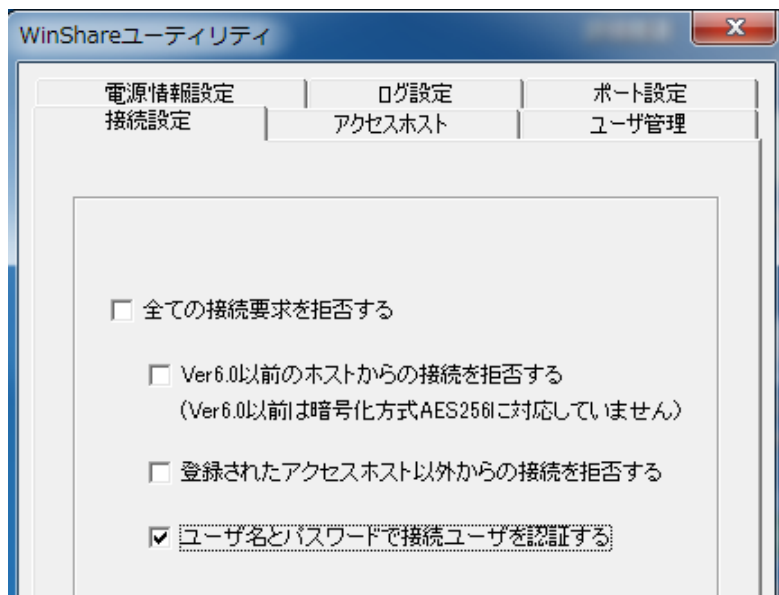 WinShareユーティリティ
電源情報設定
ログ設定
ポート設定
接続設定
アクセスホスト
ユーザ管理
全ての接続要求を拒否する
Ver6.0以前のホストからの接続を拒否する
(Ver6.0以前は暗号化方式AES256に対応していません)
登録されたアクセスホスト以外からの接続を拒否する
ユーザ名とパスワードで接続ユーザを認証する